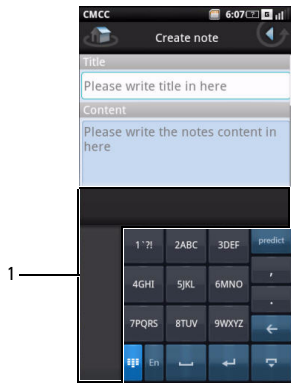 CMCC 6:07 G
Create note
Title
Please write title in here
Content
Please write the notes content in
here
1`?! 2ABC 3DEF predict
4GHI 5JKL 6MNO ,
.
7PQRS 8TUV 9WXYZ
En
1